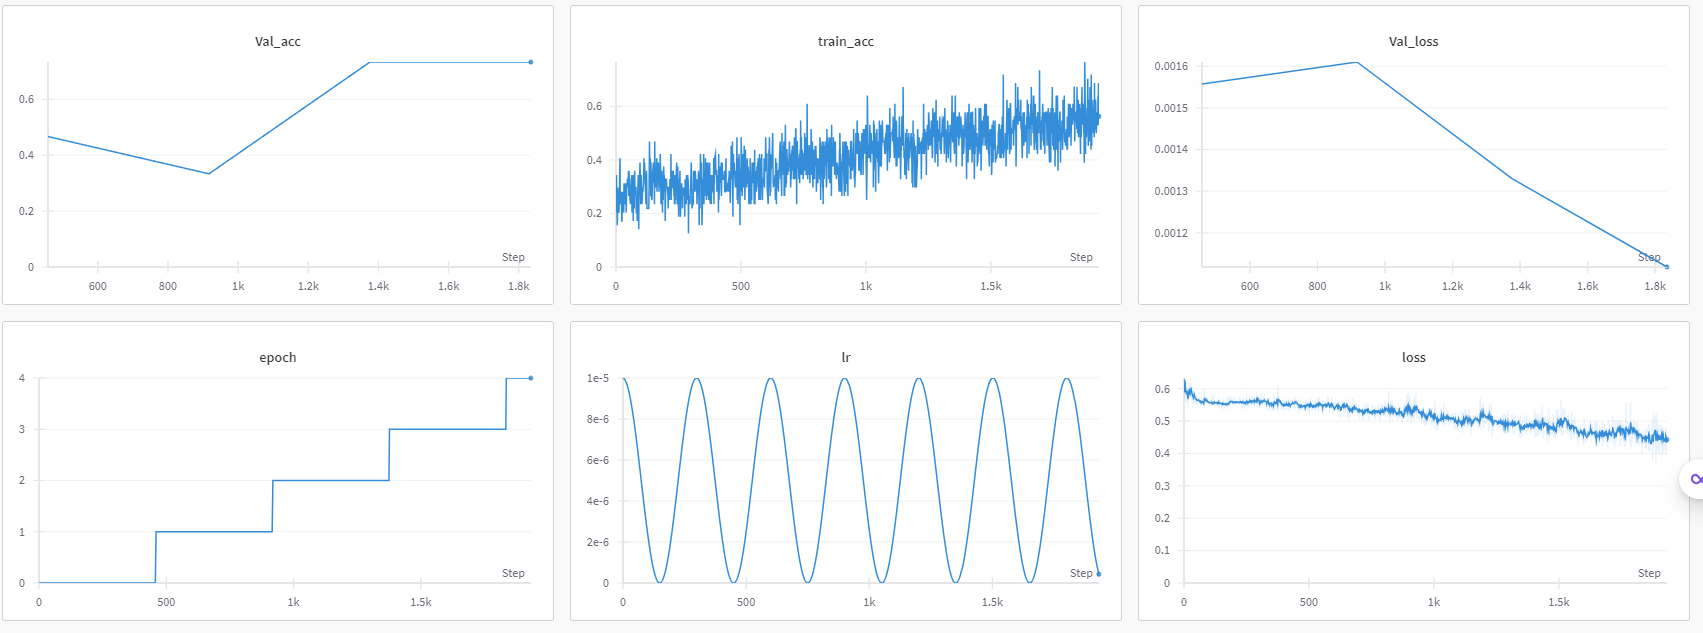 Val_acc
0.6
0.4
0.2
0
Step
600 800 1k 1.2k 1.4k 1.6k 1.8k
train_acc
0.6
0.4
0.2
0
Step
0 500 1k 1.5k
Val_loss
0.0016
0.0015
0.0014
0.0013
0.0012
Step
600 800 1k 1.2k 1.4k 1.6k 1.8k
epoch
4
3
2
1
0
Step
0 500 1k 1.5k
lr
1e-5
8e-6
6e-6
4e-6
2e-6
0
Step
0 500 1k 1.5k
loss
0.6
0.5
0.4
0.3
0.2
0.1
0
Step
0 500 1k 1.5k